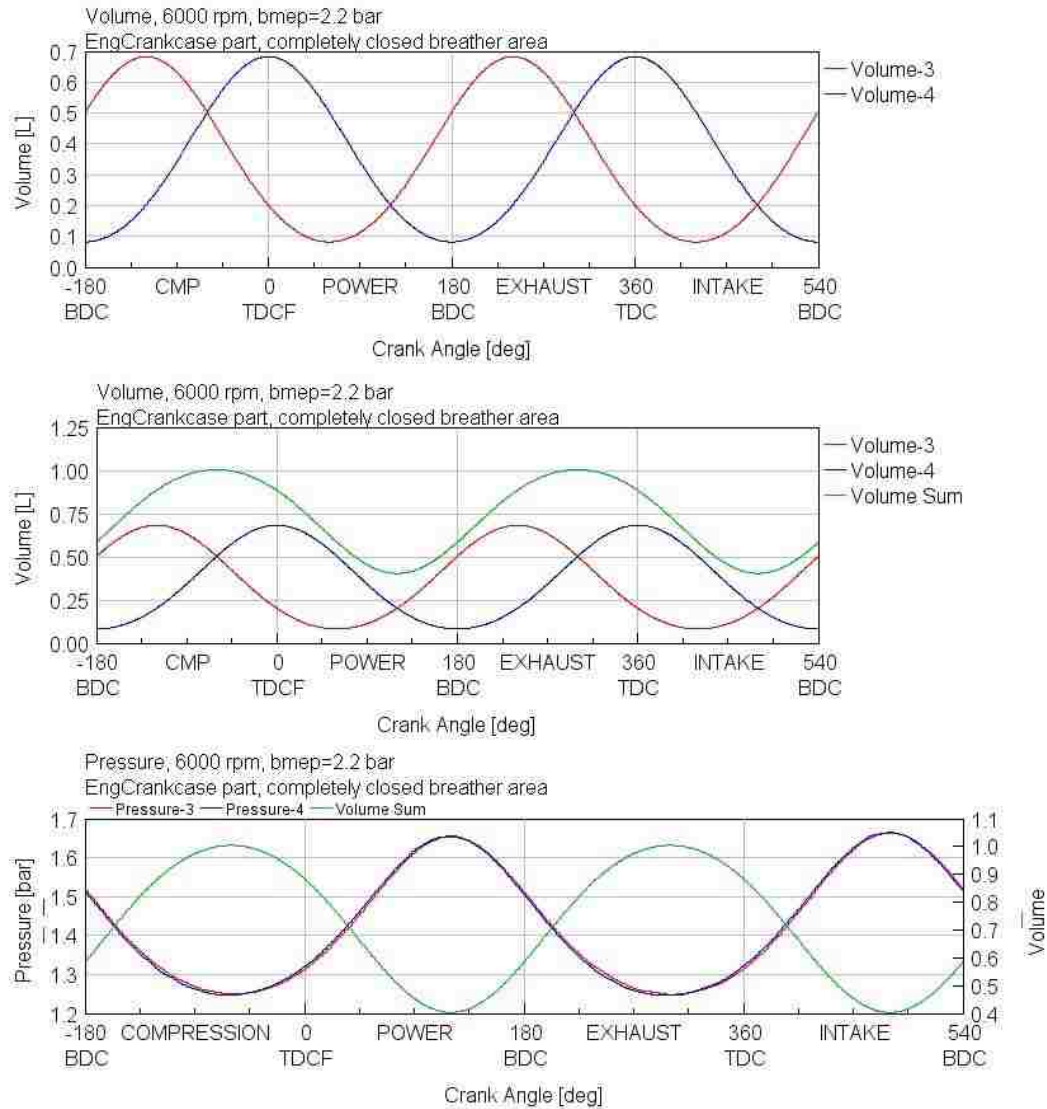 Volume, 6000 rpm, bmep=2.2 bar
EngCrankcase part, completely closed breather area
0.7
0.6
0.5
0.4
0.3
0.2
0.1
0.0
Volume [L]
Volume-3
Volume-4
-180 CMP 0 POWER 180 EXHAUST 360 INTAKE 540
BDC TDCF BDC TDC BDC
Crank Angle [deg]
Volume, 6000 rpm, bmep=2.2 bar
EngCrankcase part, completely closed breather area
1.25
1.00
0.75
0.50
0.25
0.00
Volume [L]
Volume-3
Volume-4
Volume Sum
-180 CMP 0 POWER 180 EXHAUST 360 INTAKE 540
BDC TDCF BDC TDC BDC
Crank Angle [deg]
Pressure, 6000 rpm, bmep=2.2 bar
EngCrankcase part, completely closed breather area
Pressure-3 Pressure-4 Volume Sum
1.7
1.6
1.5
1.4
1.3
1.2
Pressure [bar]
1.1
1.0
0.9
0.8
0.7
0.6
0.5
0.4
Volume
-180 COMPRESSION 0 POWER 180 EXHAUST 360 INTAKE 540
BDC TDCF BDC TDC BDC
Crank Angle [deg]